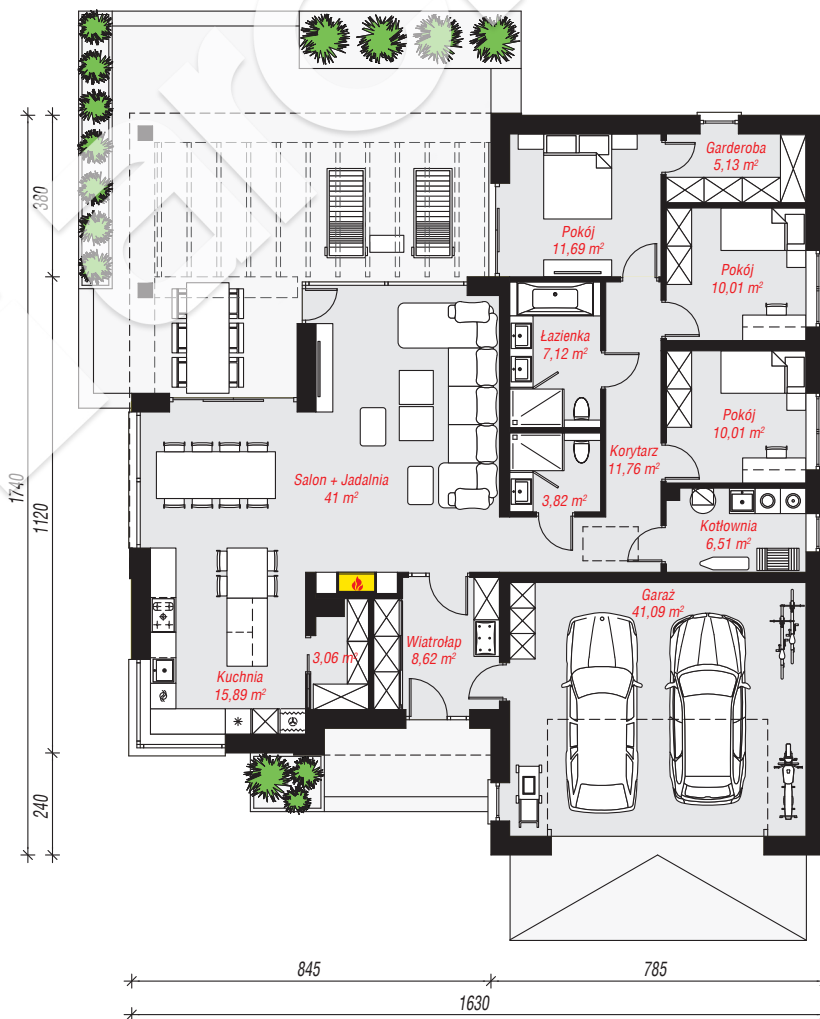 Garderoba
5,13 m²
Pokój
11,69 m²
Pokój
10,01 m²
Łazienka
7,12 m²
Pokój
10,01 m²
Korytarz
11,76 m²
Salon + Jadalnia
41 m²
3,82 m²
Kotłownia
6,51 m²
Garaż
41,09 m²
Wiatrołap
8,62 m²
3,06 m²
Kuchnia
15,89 m²
380
1740
1120
240
845
785
1630